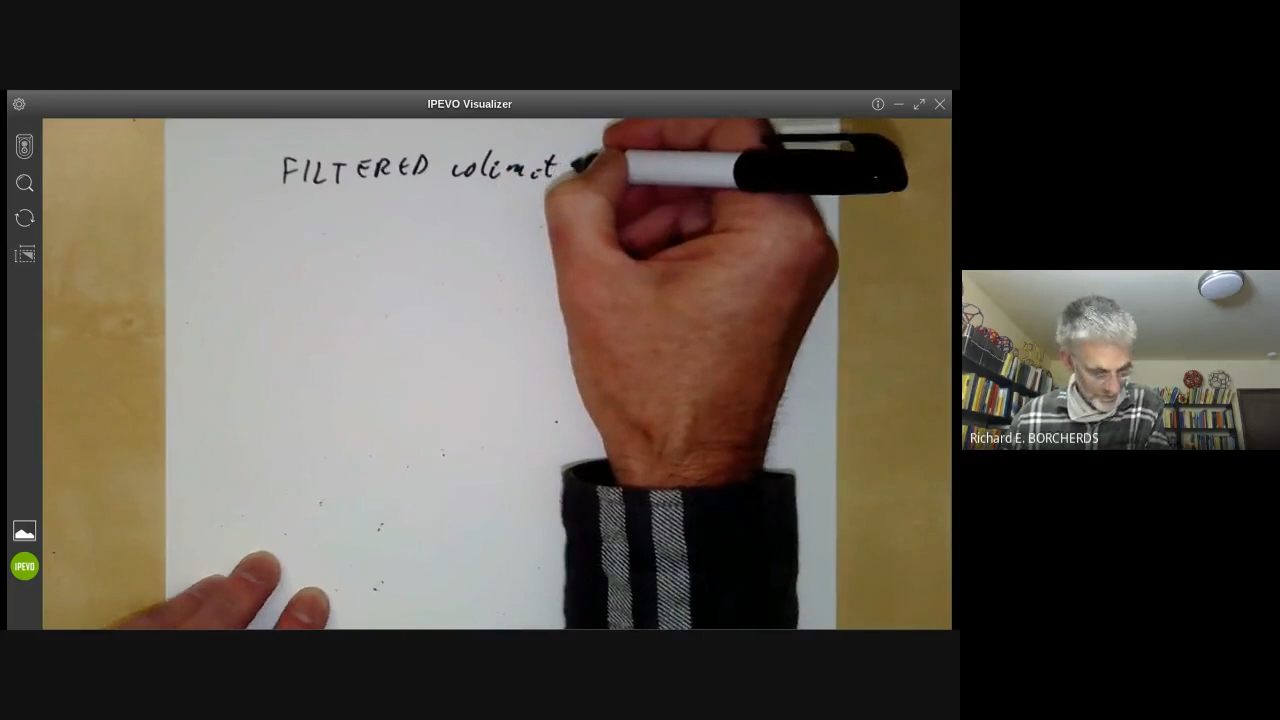 IPEVO Visualizer
FILTERED colimit
Richard E. BORCHERDS
IPEVO